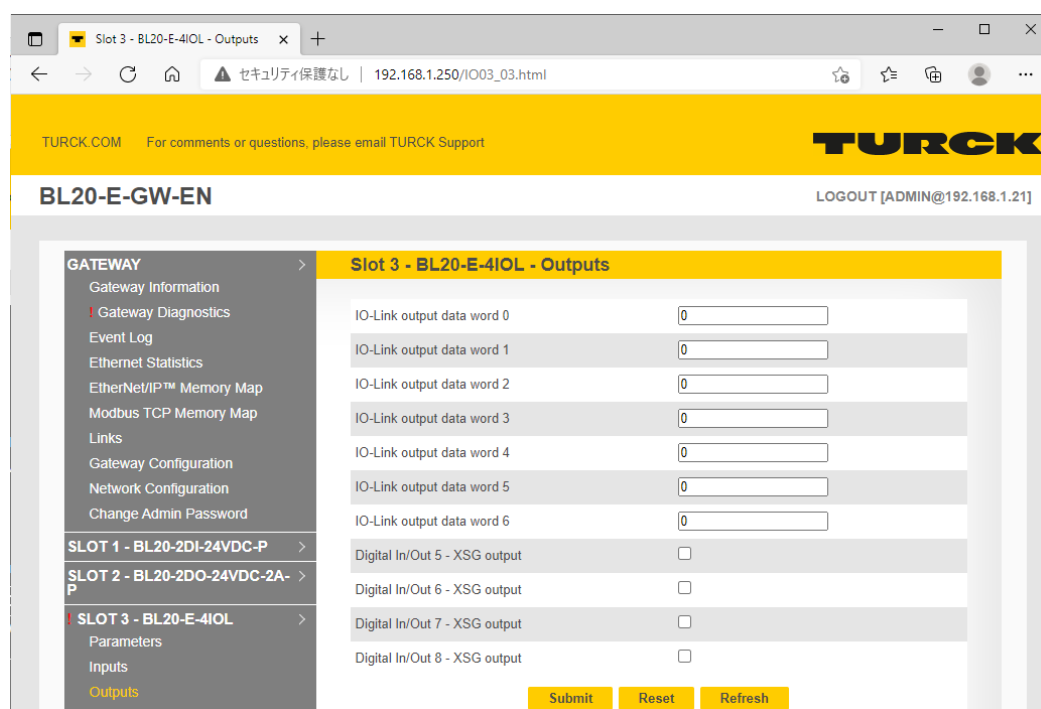 Slot 3 - BL20-E-4IOL - Outputs
セキュリティ保護なし | 192.168.1.250/IO03_03.html
TURCK.COM For comments or questions, please email TURCK Support
TURCK
BL20-E-GW-EN
LOGOUT [ADMIN@192.168.1.21]
GATEWAY
Gateway Information
! Gateway Diagnostics
Event Log
Ethernet Statistics
EtherNet/IP™ Memory Map
Modbus TCP Memory Map
Links
Gateway Configuration
Network Configuration
Change Admin Password
SLOT 1 - BL20-2DI-24VDC-P
SLOT 2 - BL20-2DO-24VDC-2A-
P
! SLOT 3 - BL20-E-4IOL
Parameters
Inputs
Outputs
Slot 3 - BL20-E-4IOL - Outputs
IO-Link output data word 0 0
IO-Link output data word 1 0
IO-Link output data word 2 0
IO-Link output data word 3 0
IO-Link output data word 4 0
IO-Link output data word 5 0
IO-Link output data word 6 0
Digital In/Out 5 - XSG output
Digital In/Out 6 - XSG output
Digital In/Out 7 - XSG output
Digital In/Out 8 - XSG output
Submit Reset Refresh